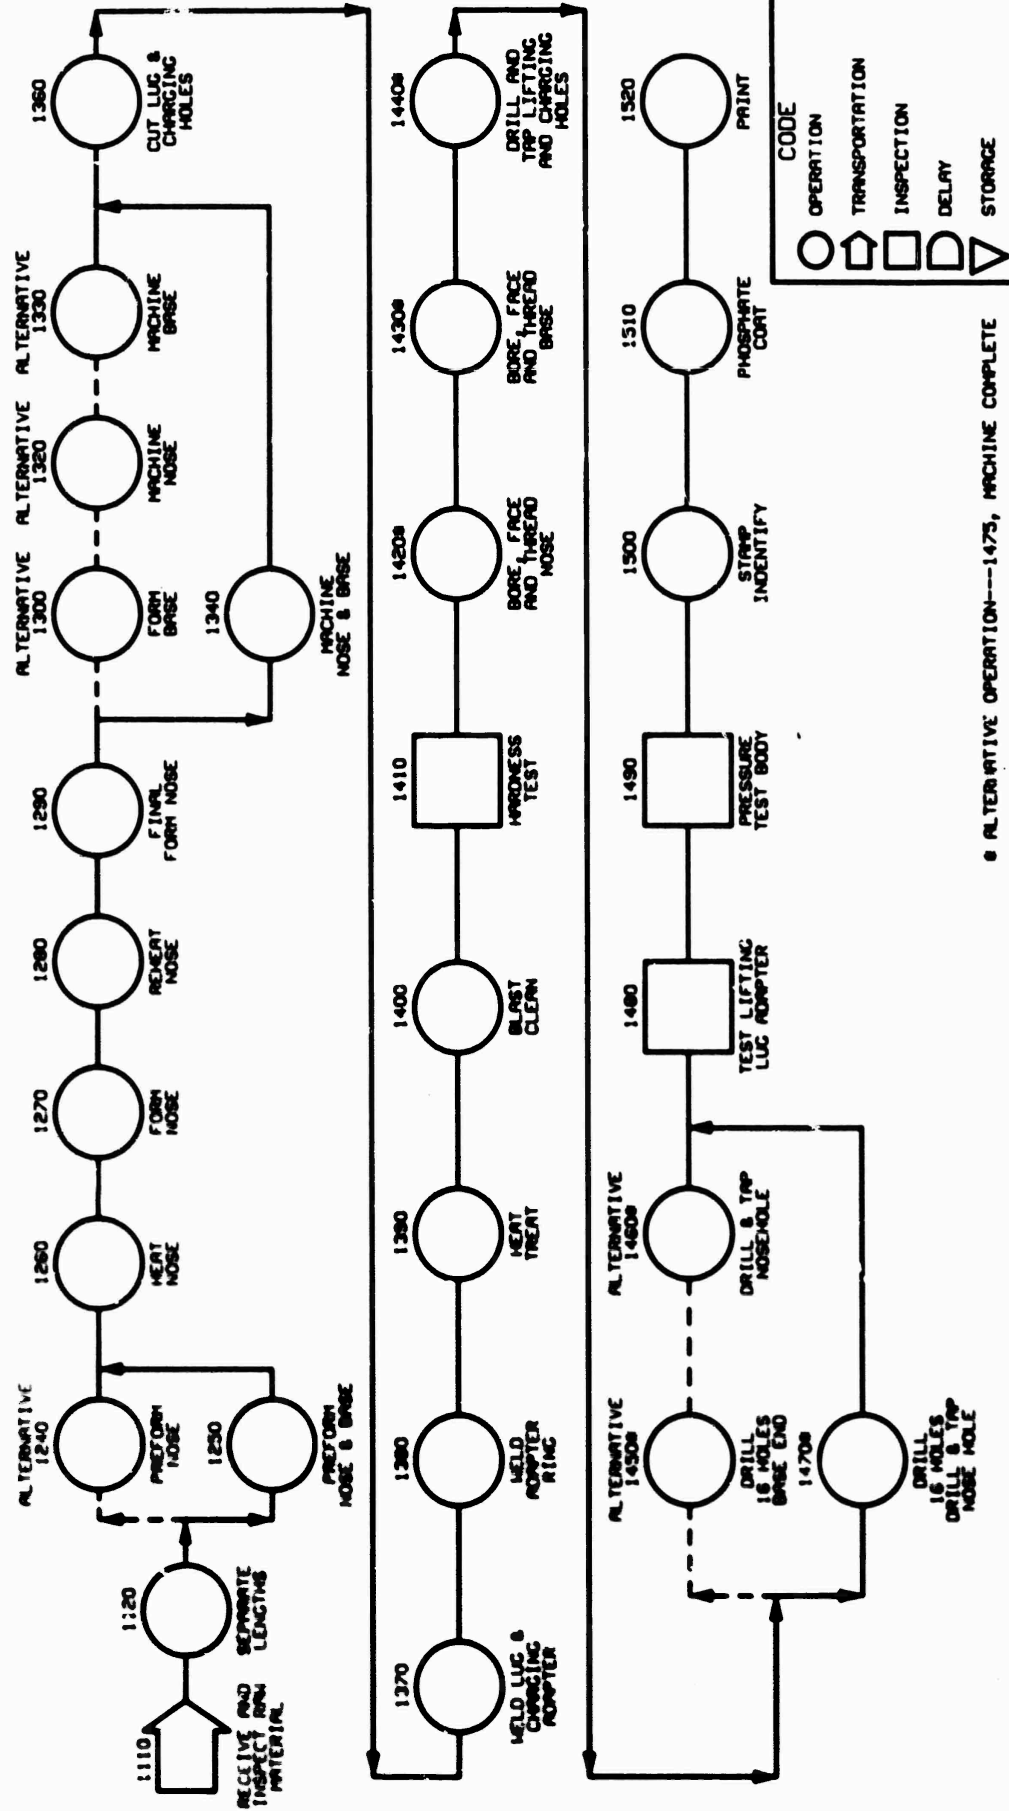 1110
RECEIVE AND
INSPECT RAW
MATERIAL
1120
SEPARATE
LENGTHS
ALTERNATIVE
1240
PREFORM
NOSE
1250
PREFORM
NOSE & BASE
1260
HEAT
NOSE
1270
FORM
NOSE
1280
REHEAT
NOSE
1290
FINAL
FORM NOSE
ALTERNATIVE
1300
FORM
BASE
ALTERNATIVE
1320
MACHINE
NOSE
ALTERNATIVE
1330
MACHINE
BASE
1340
MACHINE
NOSE & BASE
1360
CUT LUG &
CHARGING
HOLES
1370
WELD LUG &
CHARGING
ADAPTER
1380
WELD
ADAPTER
RING
1390
HEAT
TREAT
1400
BLAST
CLEAN
1410
HARDNESS
TEST
1420@
BORE, FACE
AND THREAD
NOSE
1430@
BORE, FACE
AND THREAD
BASE
1440@
DRILL AND
TAP LIFTING
AND CHARGING
HOLES
ALTERNATIVE
1450@
DRILL
16 HOLES
BASE END
ALTERNATIVE
1460@
DRILL & TAP
NOSEHOLE
1470@
DRILL
16 HOLES
DRILL & TAP
NOSE HOLE
1480
TEST LIFTING
LUG ADAPTER
1490
PRESSURE
TEST BODY
1500
STAMP
INDENTIFY
1510
PHOSPHATE
COAT
1520
PAINT
CODE
OPERATION
TRANSPORTATION
INSPECTION
DELAY
STORAGE
@ ALTERNATIVE OPERATION---1475, MACHINE COMPLETE